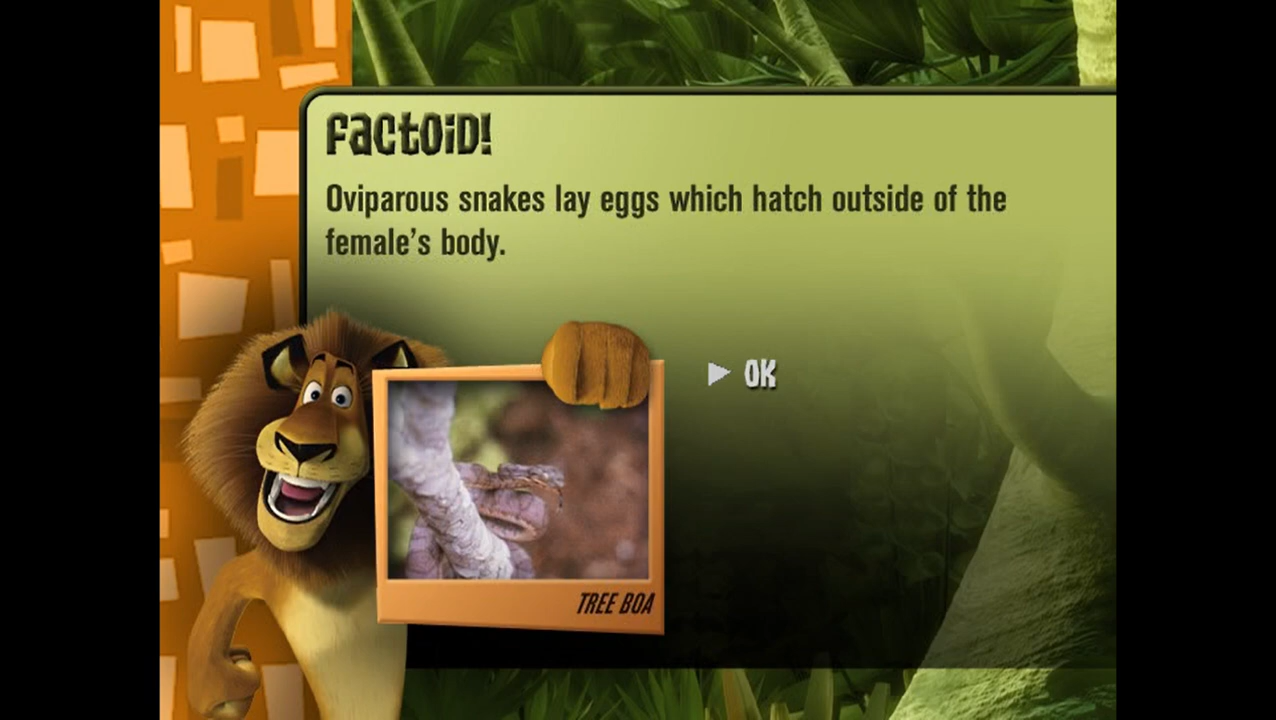 Factoid!
Oviparous snakes lay eggs which hatch outside of the
female's body.
OK
TREE BOA